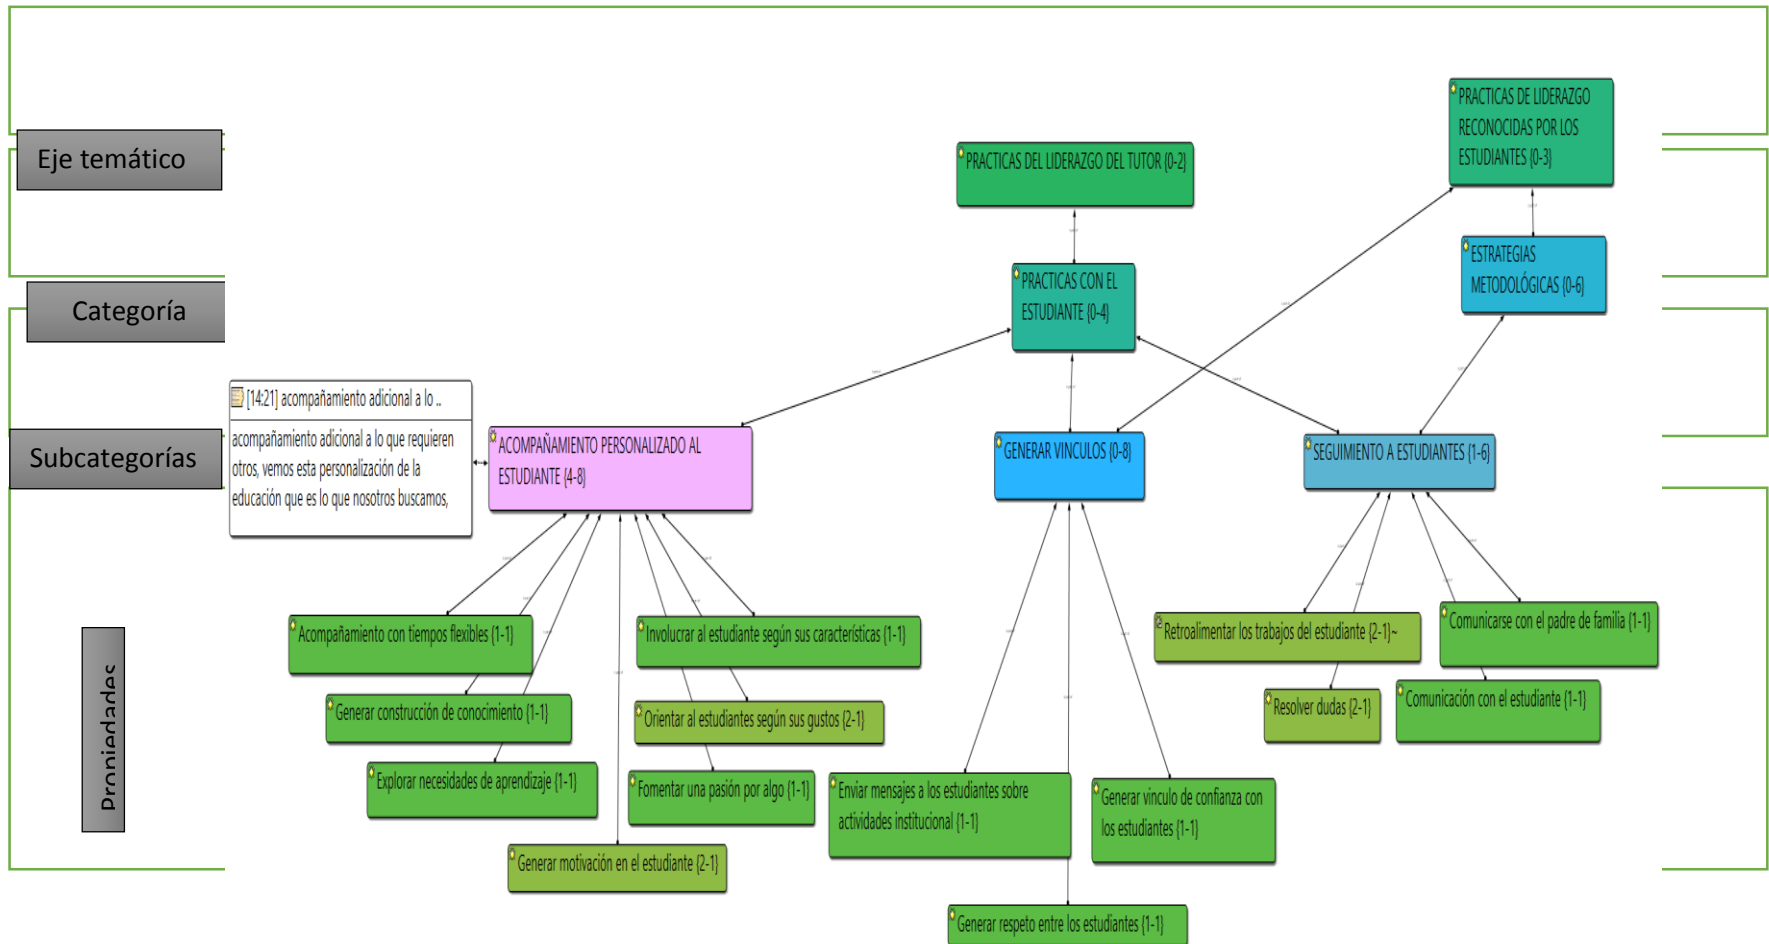 PRACTICAS DE LIDERAZGO
RECONOCIDAS POR LOS
ESTUDIANTES {0-3}
Eje temático
PRACTICAS DEL LIDERAZGO DEL TUTOR {0-2}
ESTRATEGIAS
METODOLÓGICAS {0-6}
PRACTICAS CON EL
ESTUDIANTE {0-4}
Categoría
[14:21] acompañamiento adicional a lo ..
acompañamiento adicional a lo que requieren
otros, vemos esta personalización de la
educación que es lo que nosotros buscamos,
Subcategorías
ACOMPAÑAMIENTO PERSONALIZADO AL
ESTUDIANTE {4-8}
GENERAR VINCULOS {0-8}
SEGUIMIENTO A ESTUDIANTES {1-6}
Propiedades
Acompañamiento con tiempos flexibles {1-1}
Involucrar al estudiante según sus características {1-1}
Retroalimentar los trabajos del estudiante {2-1}~
Comunicarse con el padre de familia {1-1}
Generar construcción de conocimiento {1-1}
Orientar al estudiantes según sus gustos {2-1}
Resolver dudas {2-1}
Comunicación con el estudiante {1-1}
Explorar necesidades de aprendizaje {1-1}
Fomentar una pasión por algo {1-1}
Enviar mensajes a los estudiantes sobre
actividades institucional {1-1}
Generar vinculo de confianza con
los estudiantes {1-1}
Generar motivación en el estudiante {2-1}
Generar respeto entre los estudiantes {1-1}